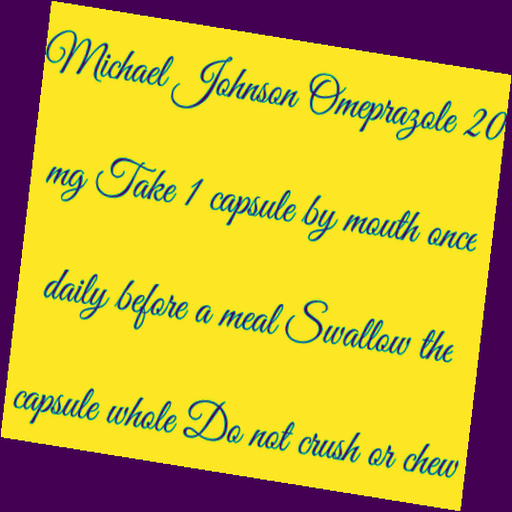 Michael Johnson Omeprazole 20
mg Take 1 capsule by mouth once
daily before a meal Swallow the
capsule whole Do not crush or chew